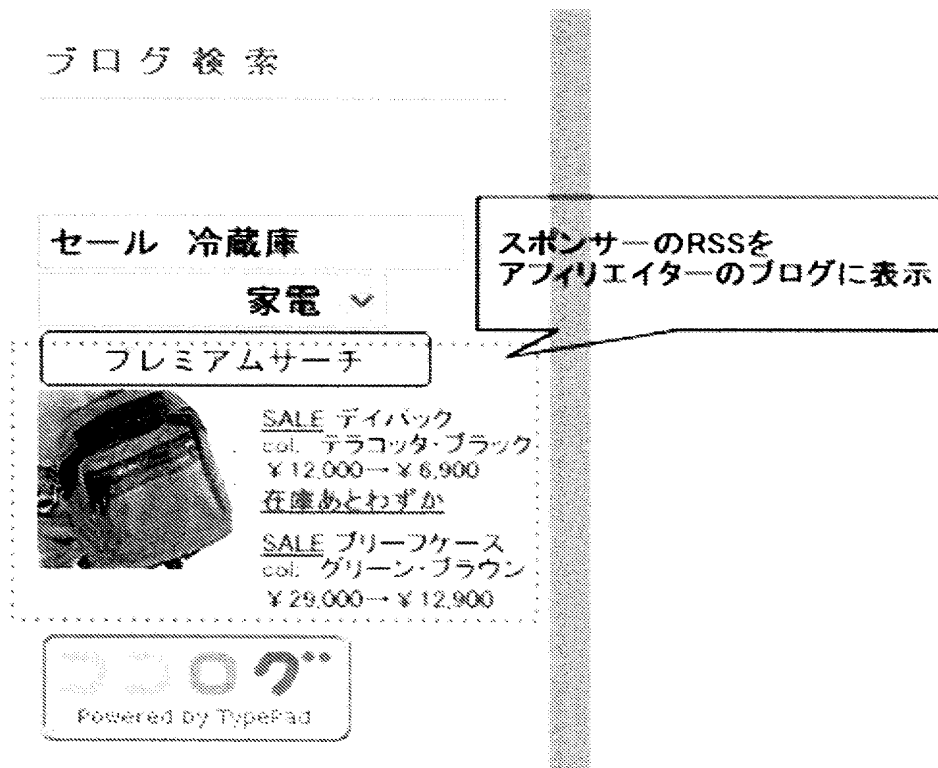 ブログ検索
セール 冷蔵庫
家電
スポンサーのRSSを
アフィリエイターのブログに表示
プレミアムサーチ
SALE デイパック
col. テラコッタ・ブラック
¥12,000→¥6,900
在庫あとわずか
SALE ブリーフケース
col. グリーン・ブラウン
¥29,000→¥12,900
ココログ
Powered by TypePad